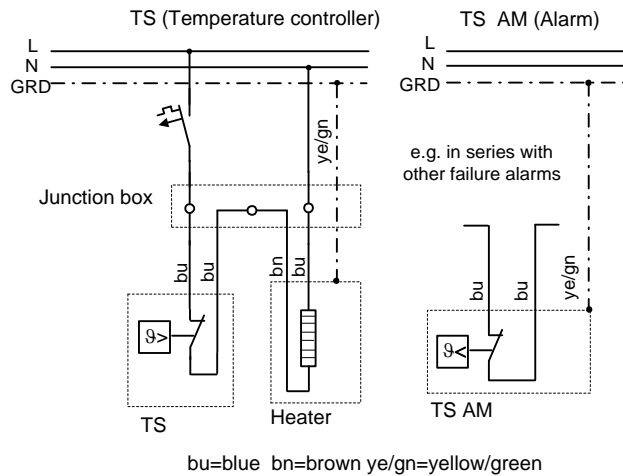 TS (Temperature controller)
TS AM (Alarm)
L
N
GRD
L
N
GRD
ye/gn
e.g. in series with
other failure alarms
Junction box
bu
bu
bn
bu
bu
bu
ye/gn
ϑ>
ϑ<
TS
Heater
TS AM
bu=blue bn=brown ye/gn=yellow/green